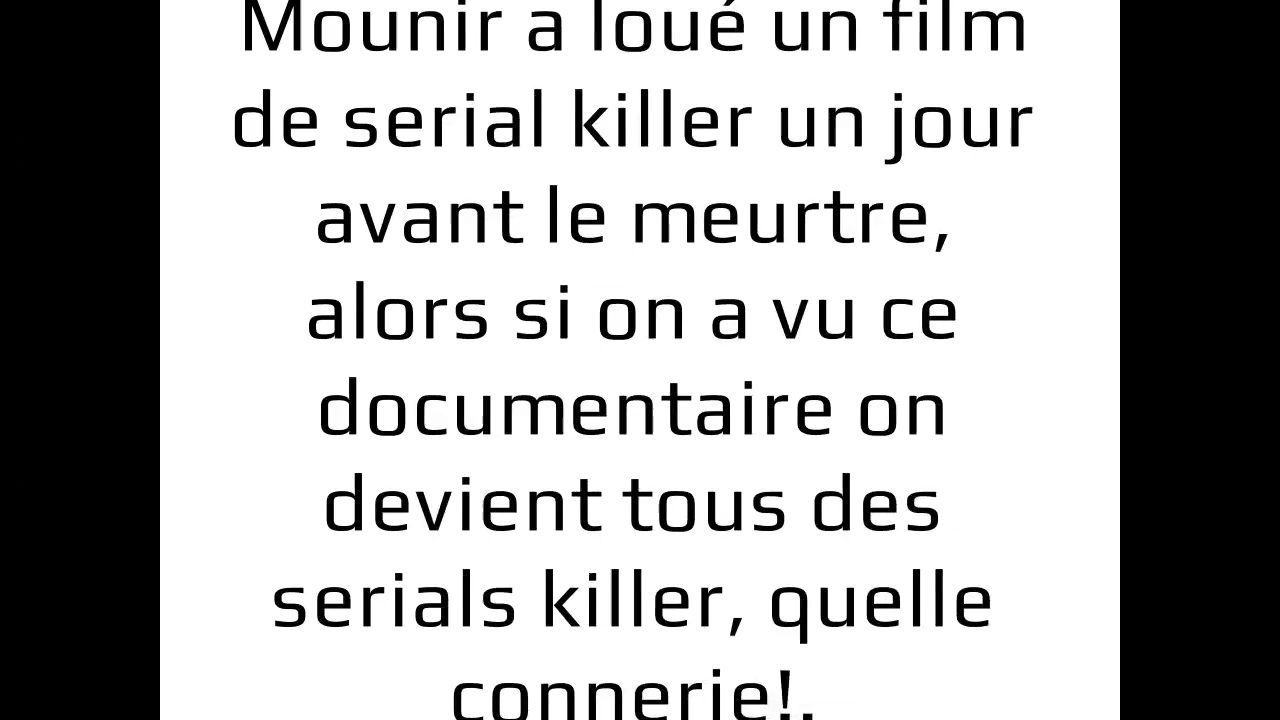 Mounir a loué un film
de serial killer un jour
avant le meurtre,
alors si on a vu ce
documentaire on
devient tous des
serials killer, quelle
connerie!.